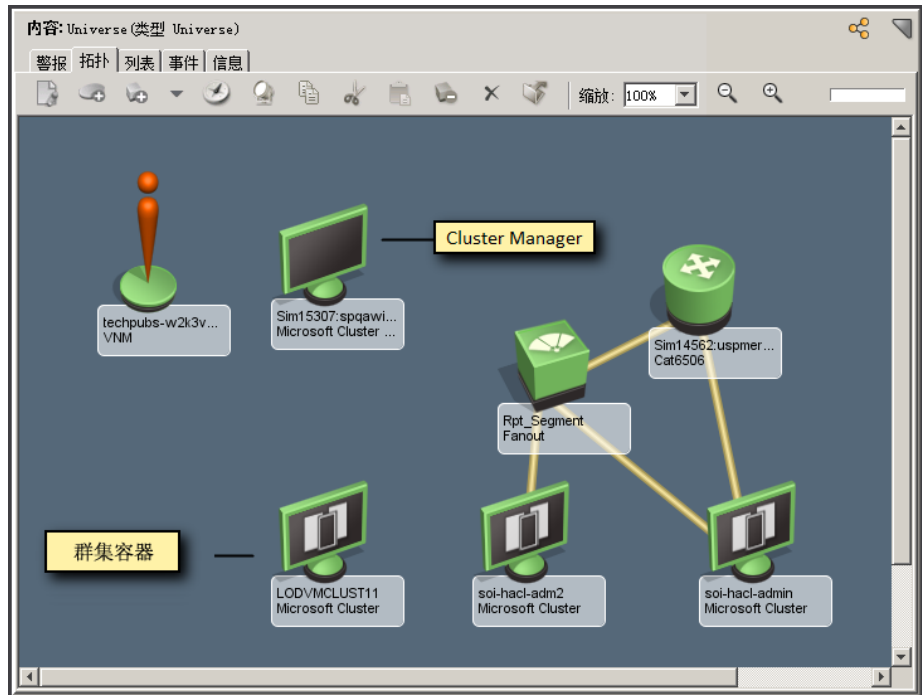 内容: Universe(类型 Universe)
警报 拓扑 列表 事件 信息
缩放: 100%
Cluster Manager
techpubs-w2k3v...
VNM
Sim15307:spqawi...
Microsoft Cluster ...
Sim14562:uspmer...
Cat6506
Rpt_Segment
Fanout
群集容器
LODVMCLUST11
Microsoft Cluster
soi-hacl-adm2
Microsoft Cluster
soi-hacl-admin
Microsoft Cluster